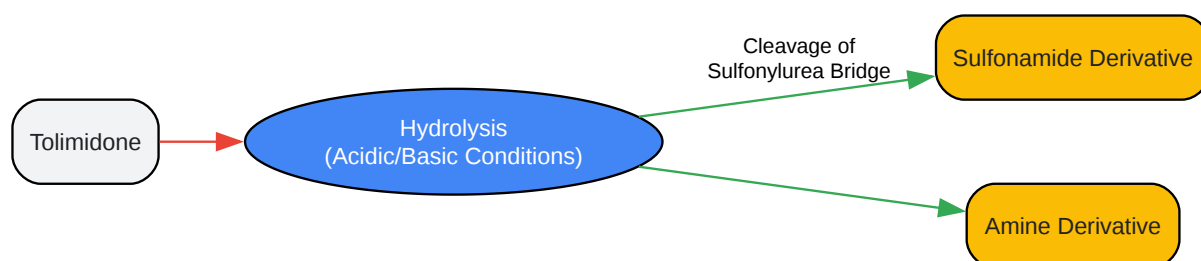 Tolimidone
Hydrolysis
(Acidic/Basic Conditions)
Cleavage of
Sulfonylurea Bridge
Sulfonamide Derivative
Amine Derivative